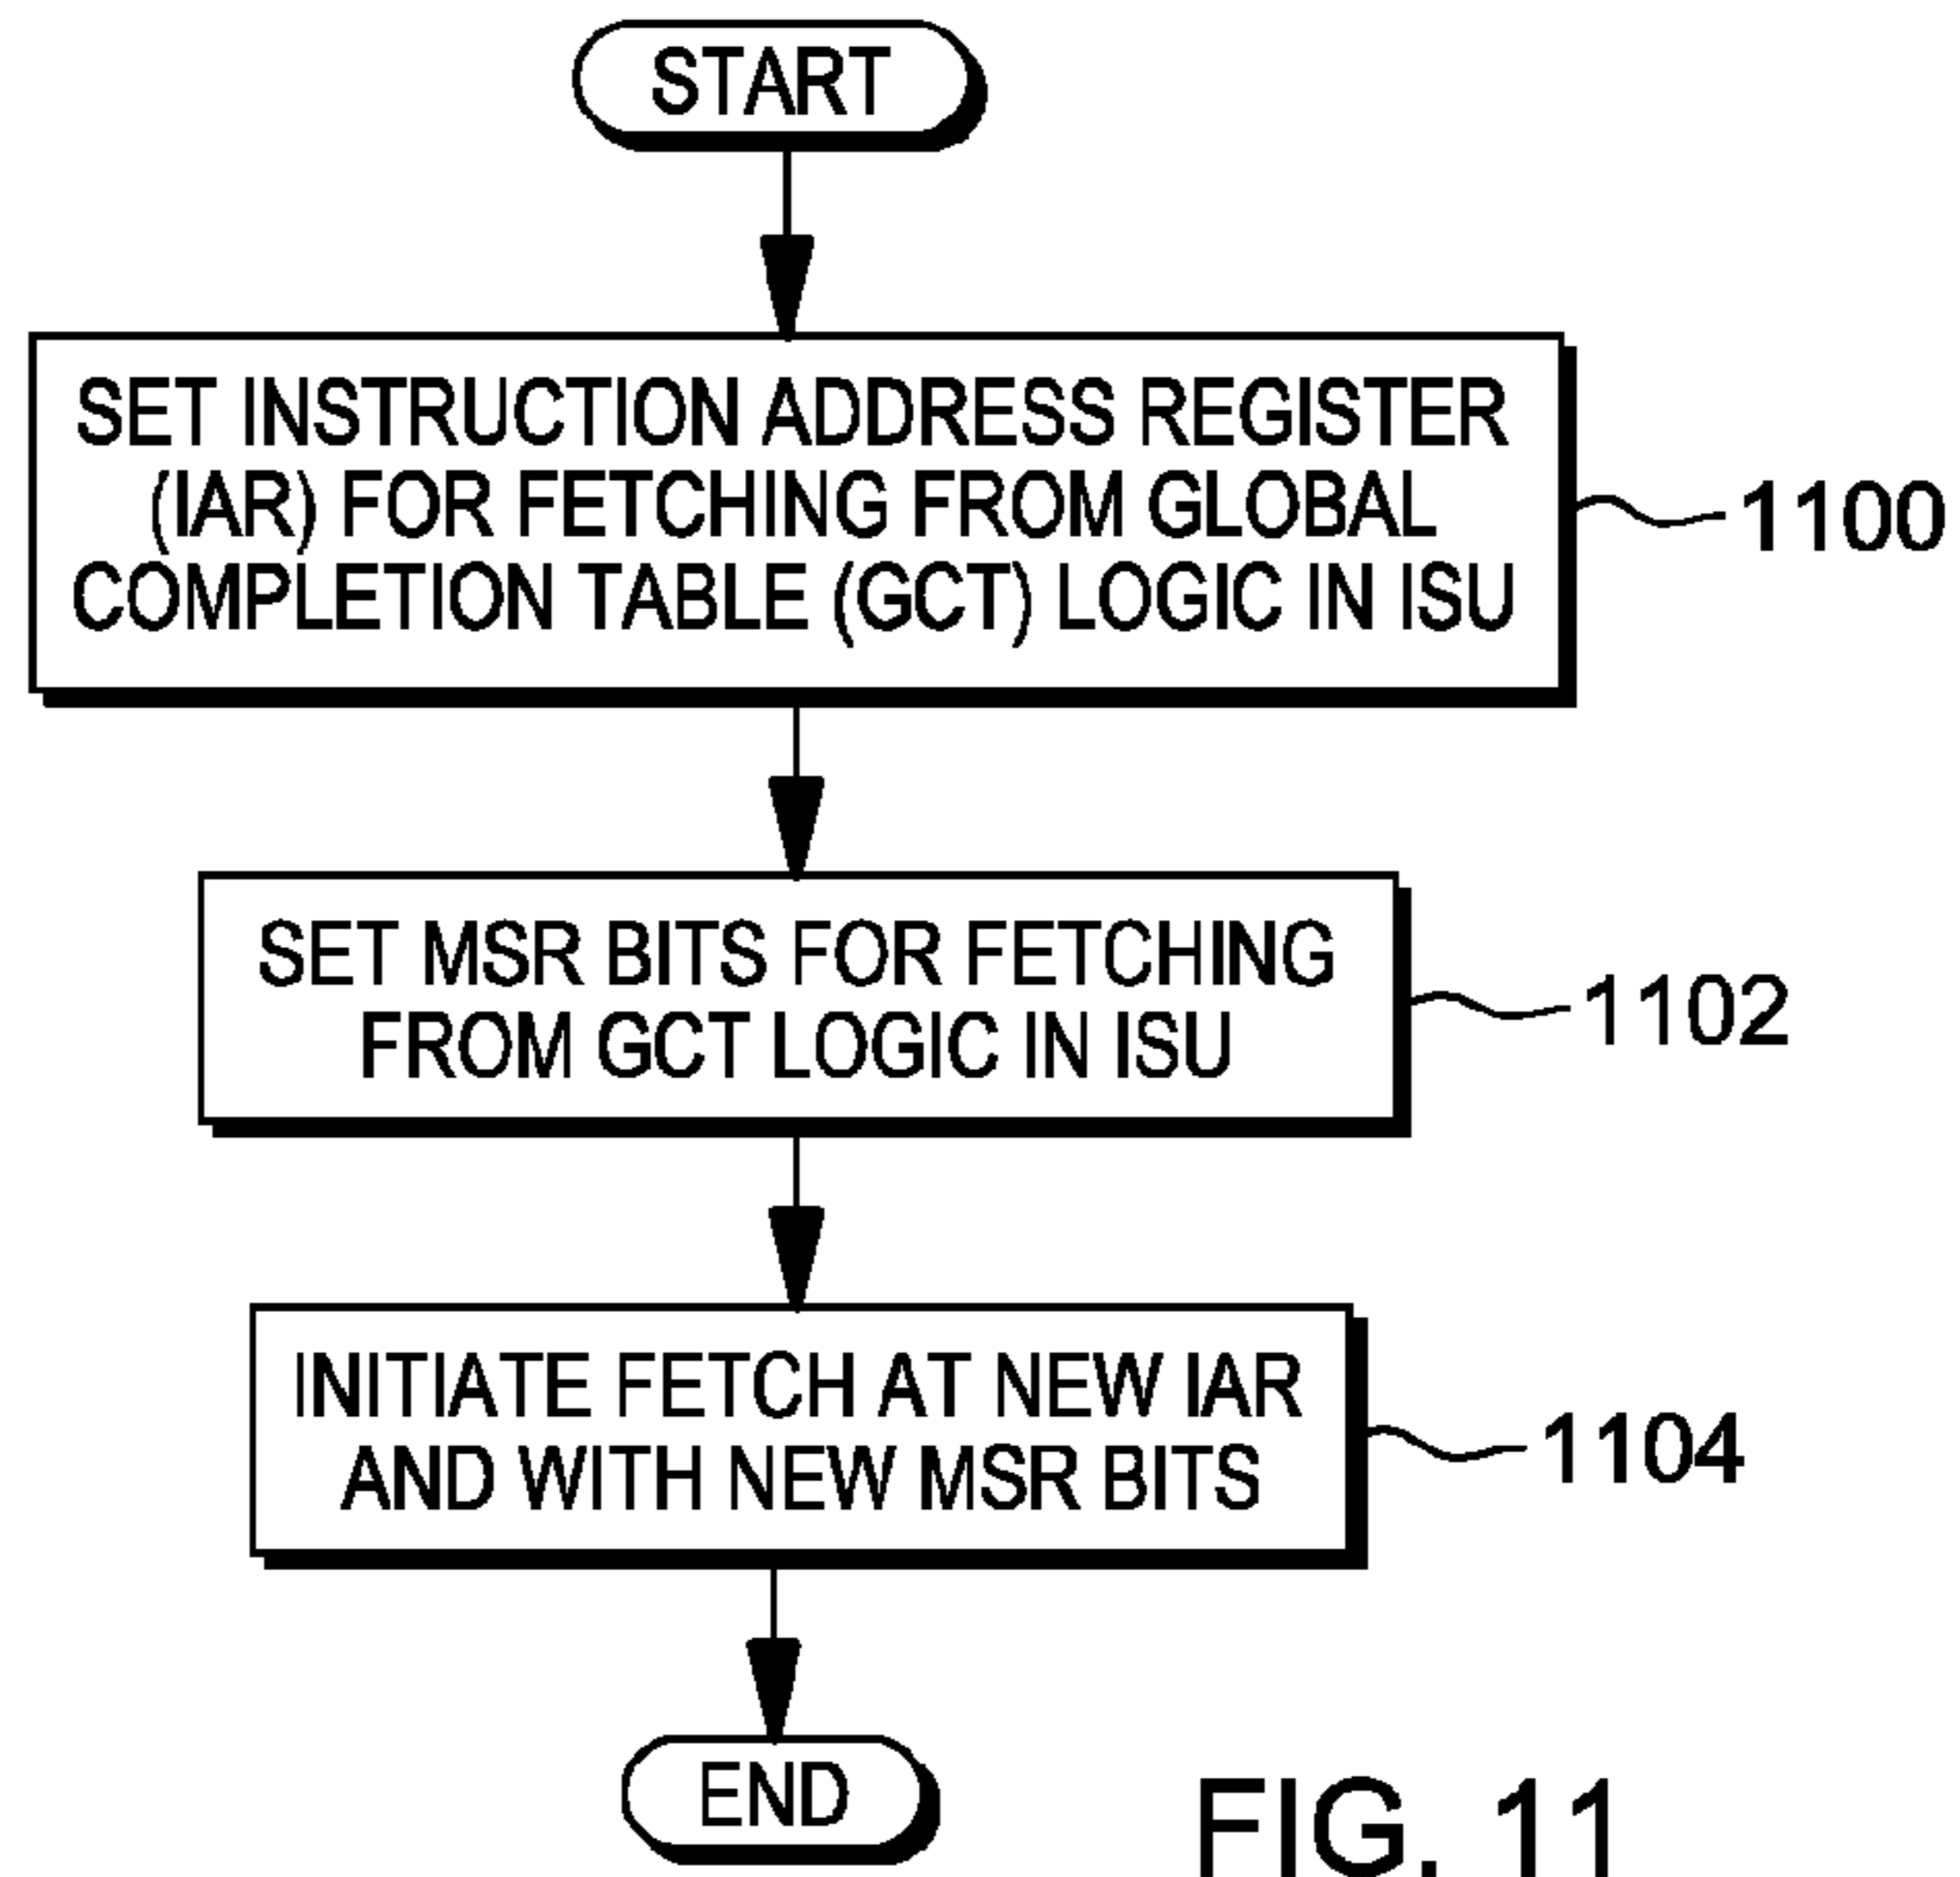 START
SET INSTRUCTION ADDRESS REGISTER
(IAR) FOR FETCHING FROM GLOBAL
COMPLETION TABLE (GCT) LOGIC IN ISU
1100
SET MSR BITS FOR FETCHING
FROM GCT LOGIC IN ISU
1102
INITIATE FETCH AT NEW IAR
AND WITH NEW MSR BITS
1104
END
FIG. 11